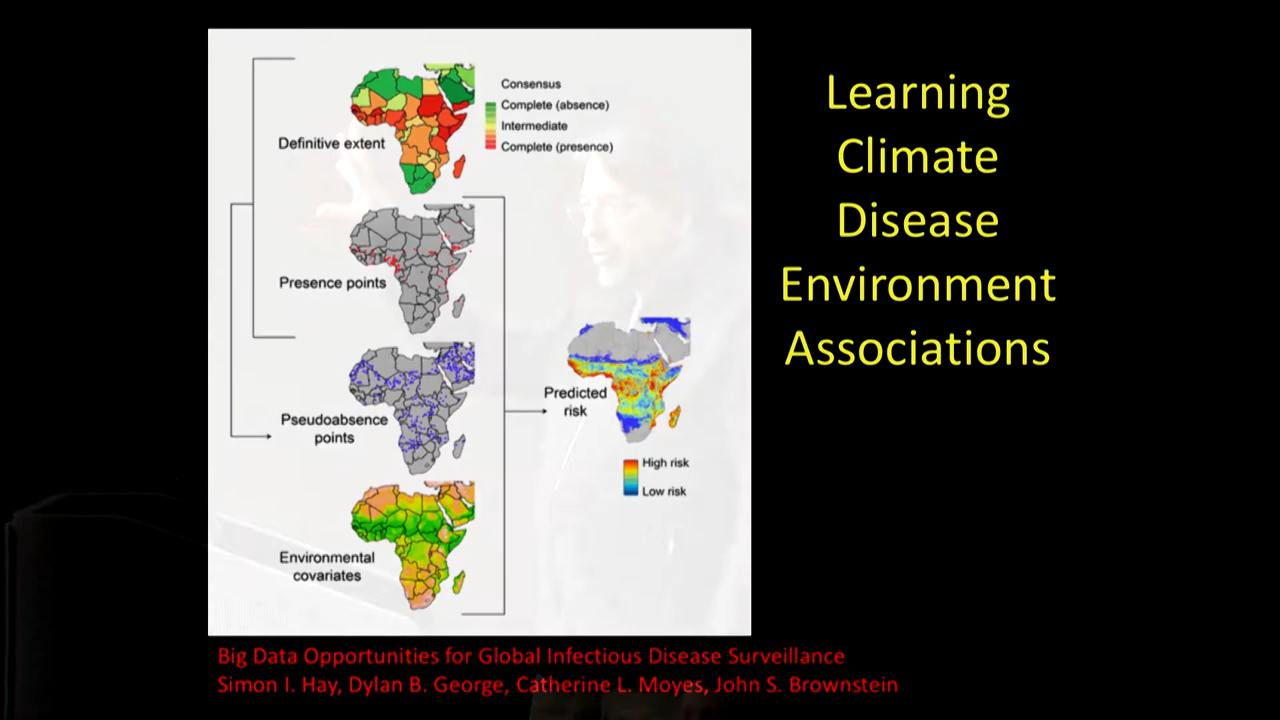 Learning
Climate
Disease
Environment
Associations
Definitive extent
Consensus
Complete (absence)
Intermediate
Complete (presence)
Presence points
Pseudoabsence
points
Environmental
covariates
Predicted
risk
High risk
Low risk
Big Data Opportunities for Global Infectious Disease Surveillance
Simon I. Hay, Dylan B. George, Catherine L. Moyes, John S. Brownstein